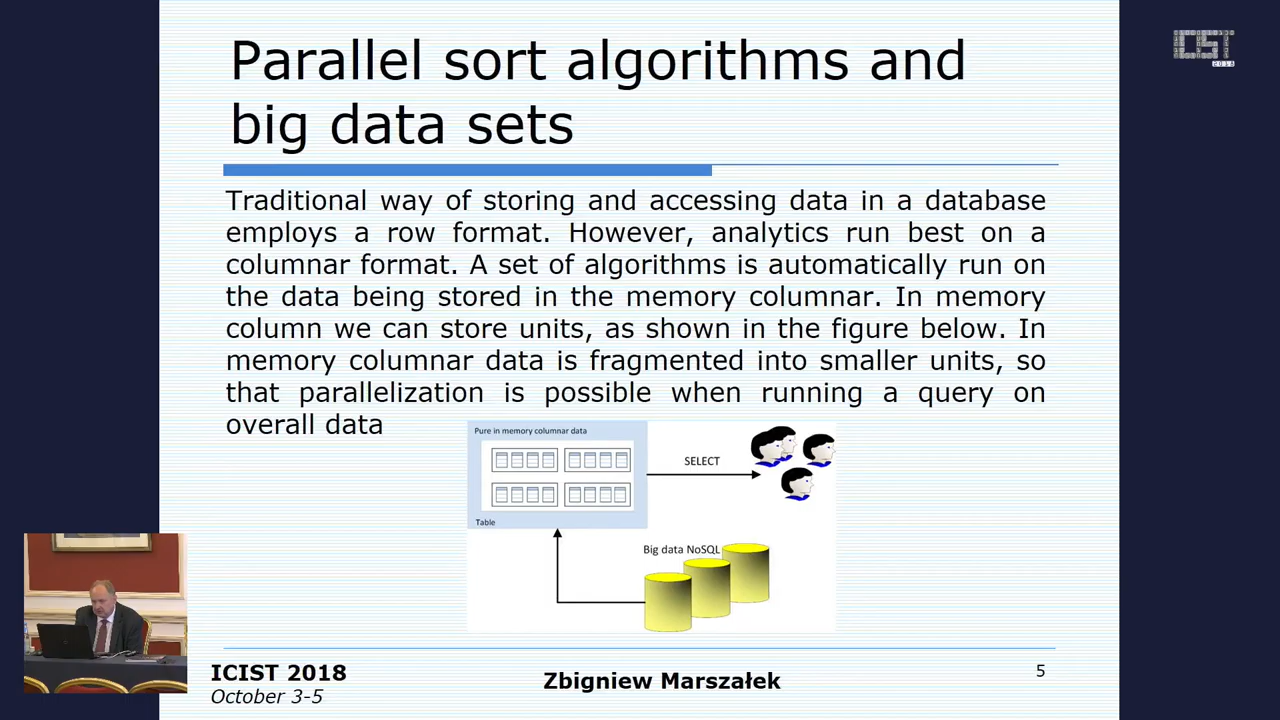 Parallel sort algorithms and
big data sets
ICIST
2018
Traditional way of storing and accessing data in a database
employs a row format. However, analytics run best on a
columnar format. A set of algorithms is automatically run on
the data being stored in the memory columnar. In memory
column we can store units, as shown in the figure below. In
memory columnar data is fragmented into smaller units, so
that parallelization is possible when running a query on
overall data
Pure in memory columnar data
SELECT
Table
Big data NoSQL
ICIST 2018
October 3-5
Zbigniew Marszałek
5